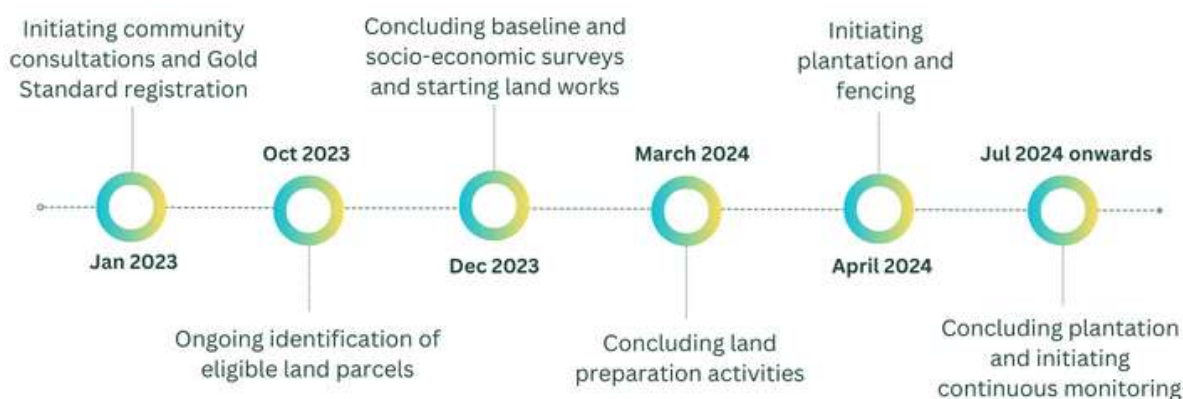 Initiating community
consultations and Gold
Standard registration
Jan 2023
Oct 2023
Ongoing identification of
eligible land parcels
Concluding baseline and
socio-economic surveys
and starting land works
Dec 2023
March 2024
Concluding land
preparation activities
Initiating
plantation and
fencing
April 2024
Jul 2024 onwards
Concluding plantation
and initiating
continuous monitoring